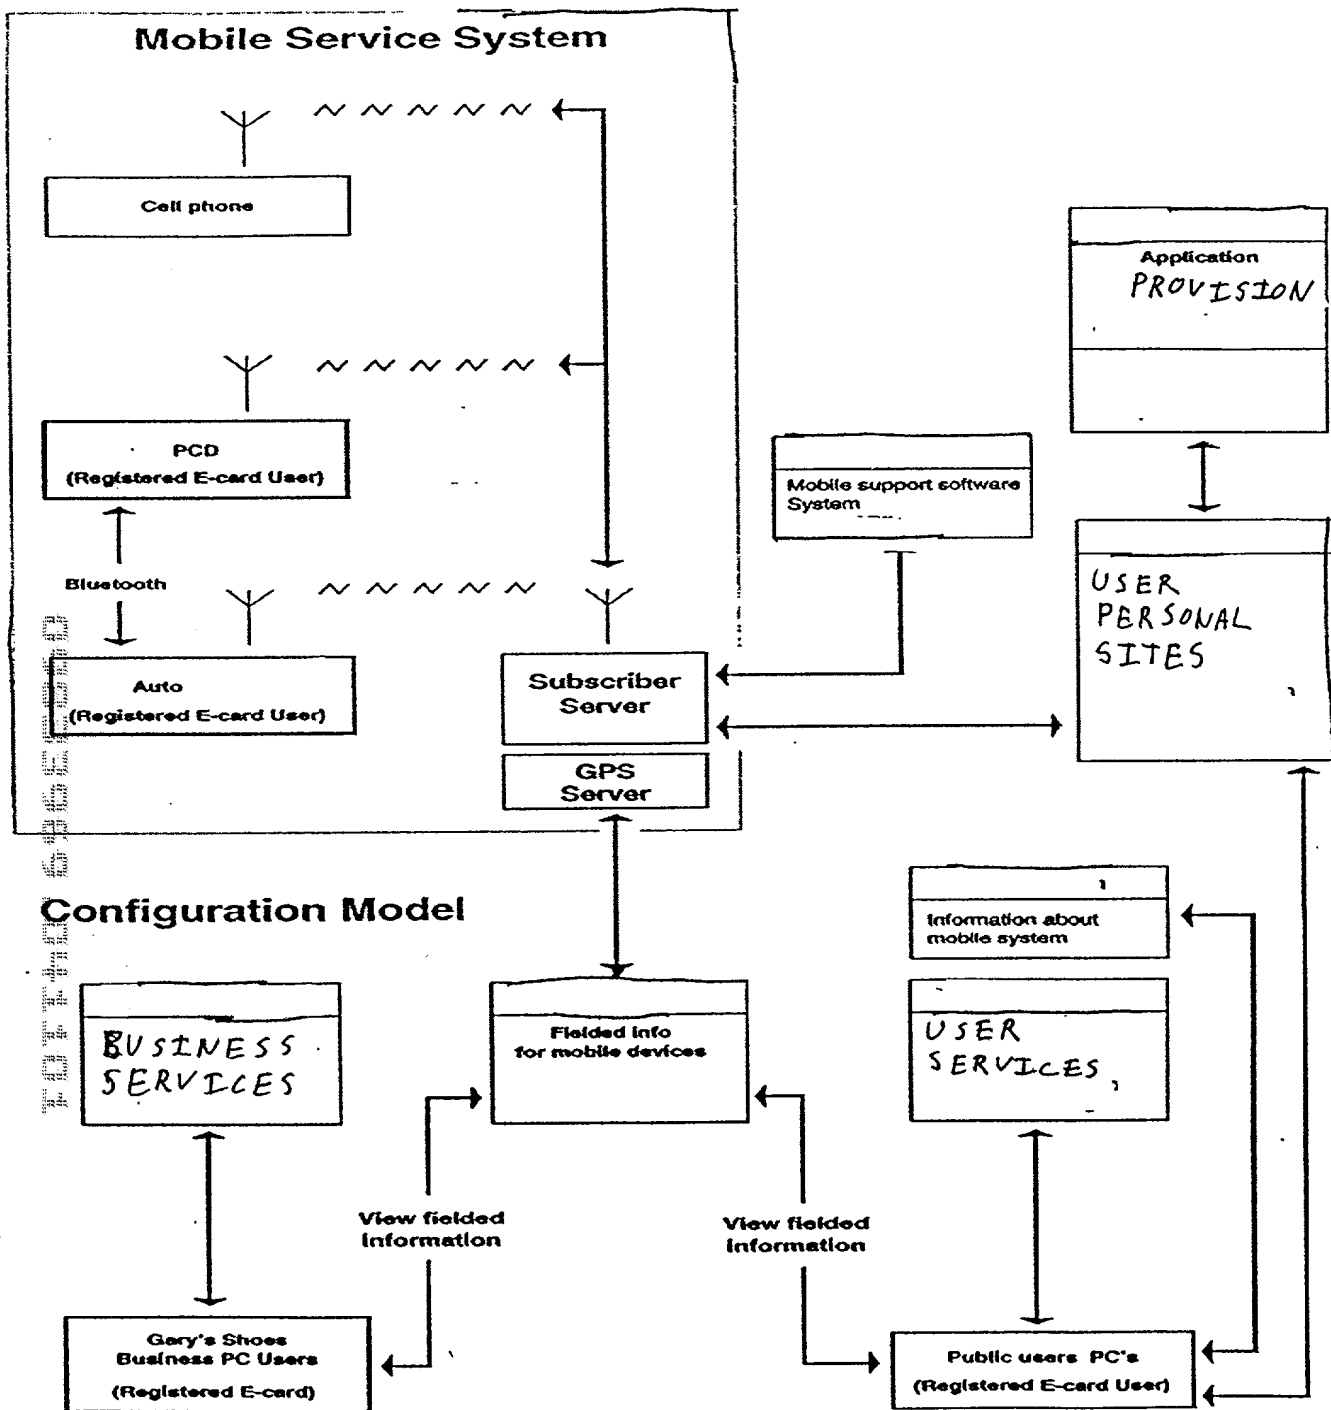 Mobile Service System
Cell phone
Application
PROVISION
PCD
(Registered E-card User)
Mobile support software
System
Bluetooth
USER
PERSONAL
SITES
Auto
(Registered E-card User)
Subscriber
Server
GPS
Server
Configuration Model
Information about
mobile system
BUSINESS
SERVICES
Fielded Info
for mobile devices
USER
SERVICES
View fielded
Information
View fielded
Information
Gary's Shoes
Business PC Users
(Registered E-card)
Public users PC's
(Registered E-card User)